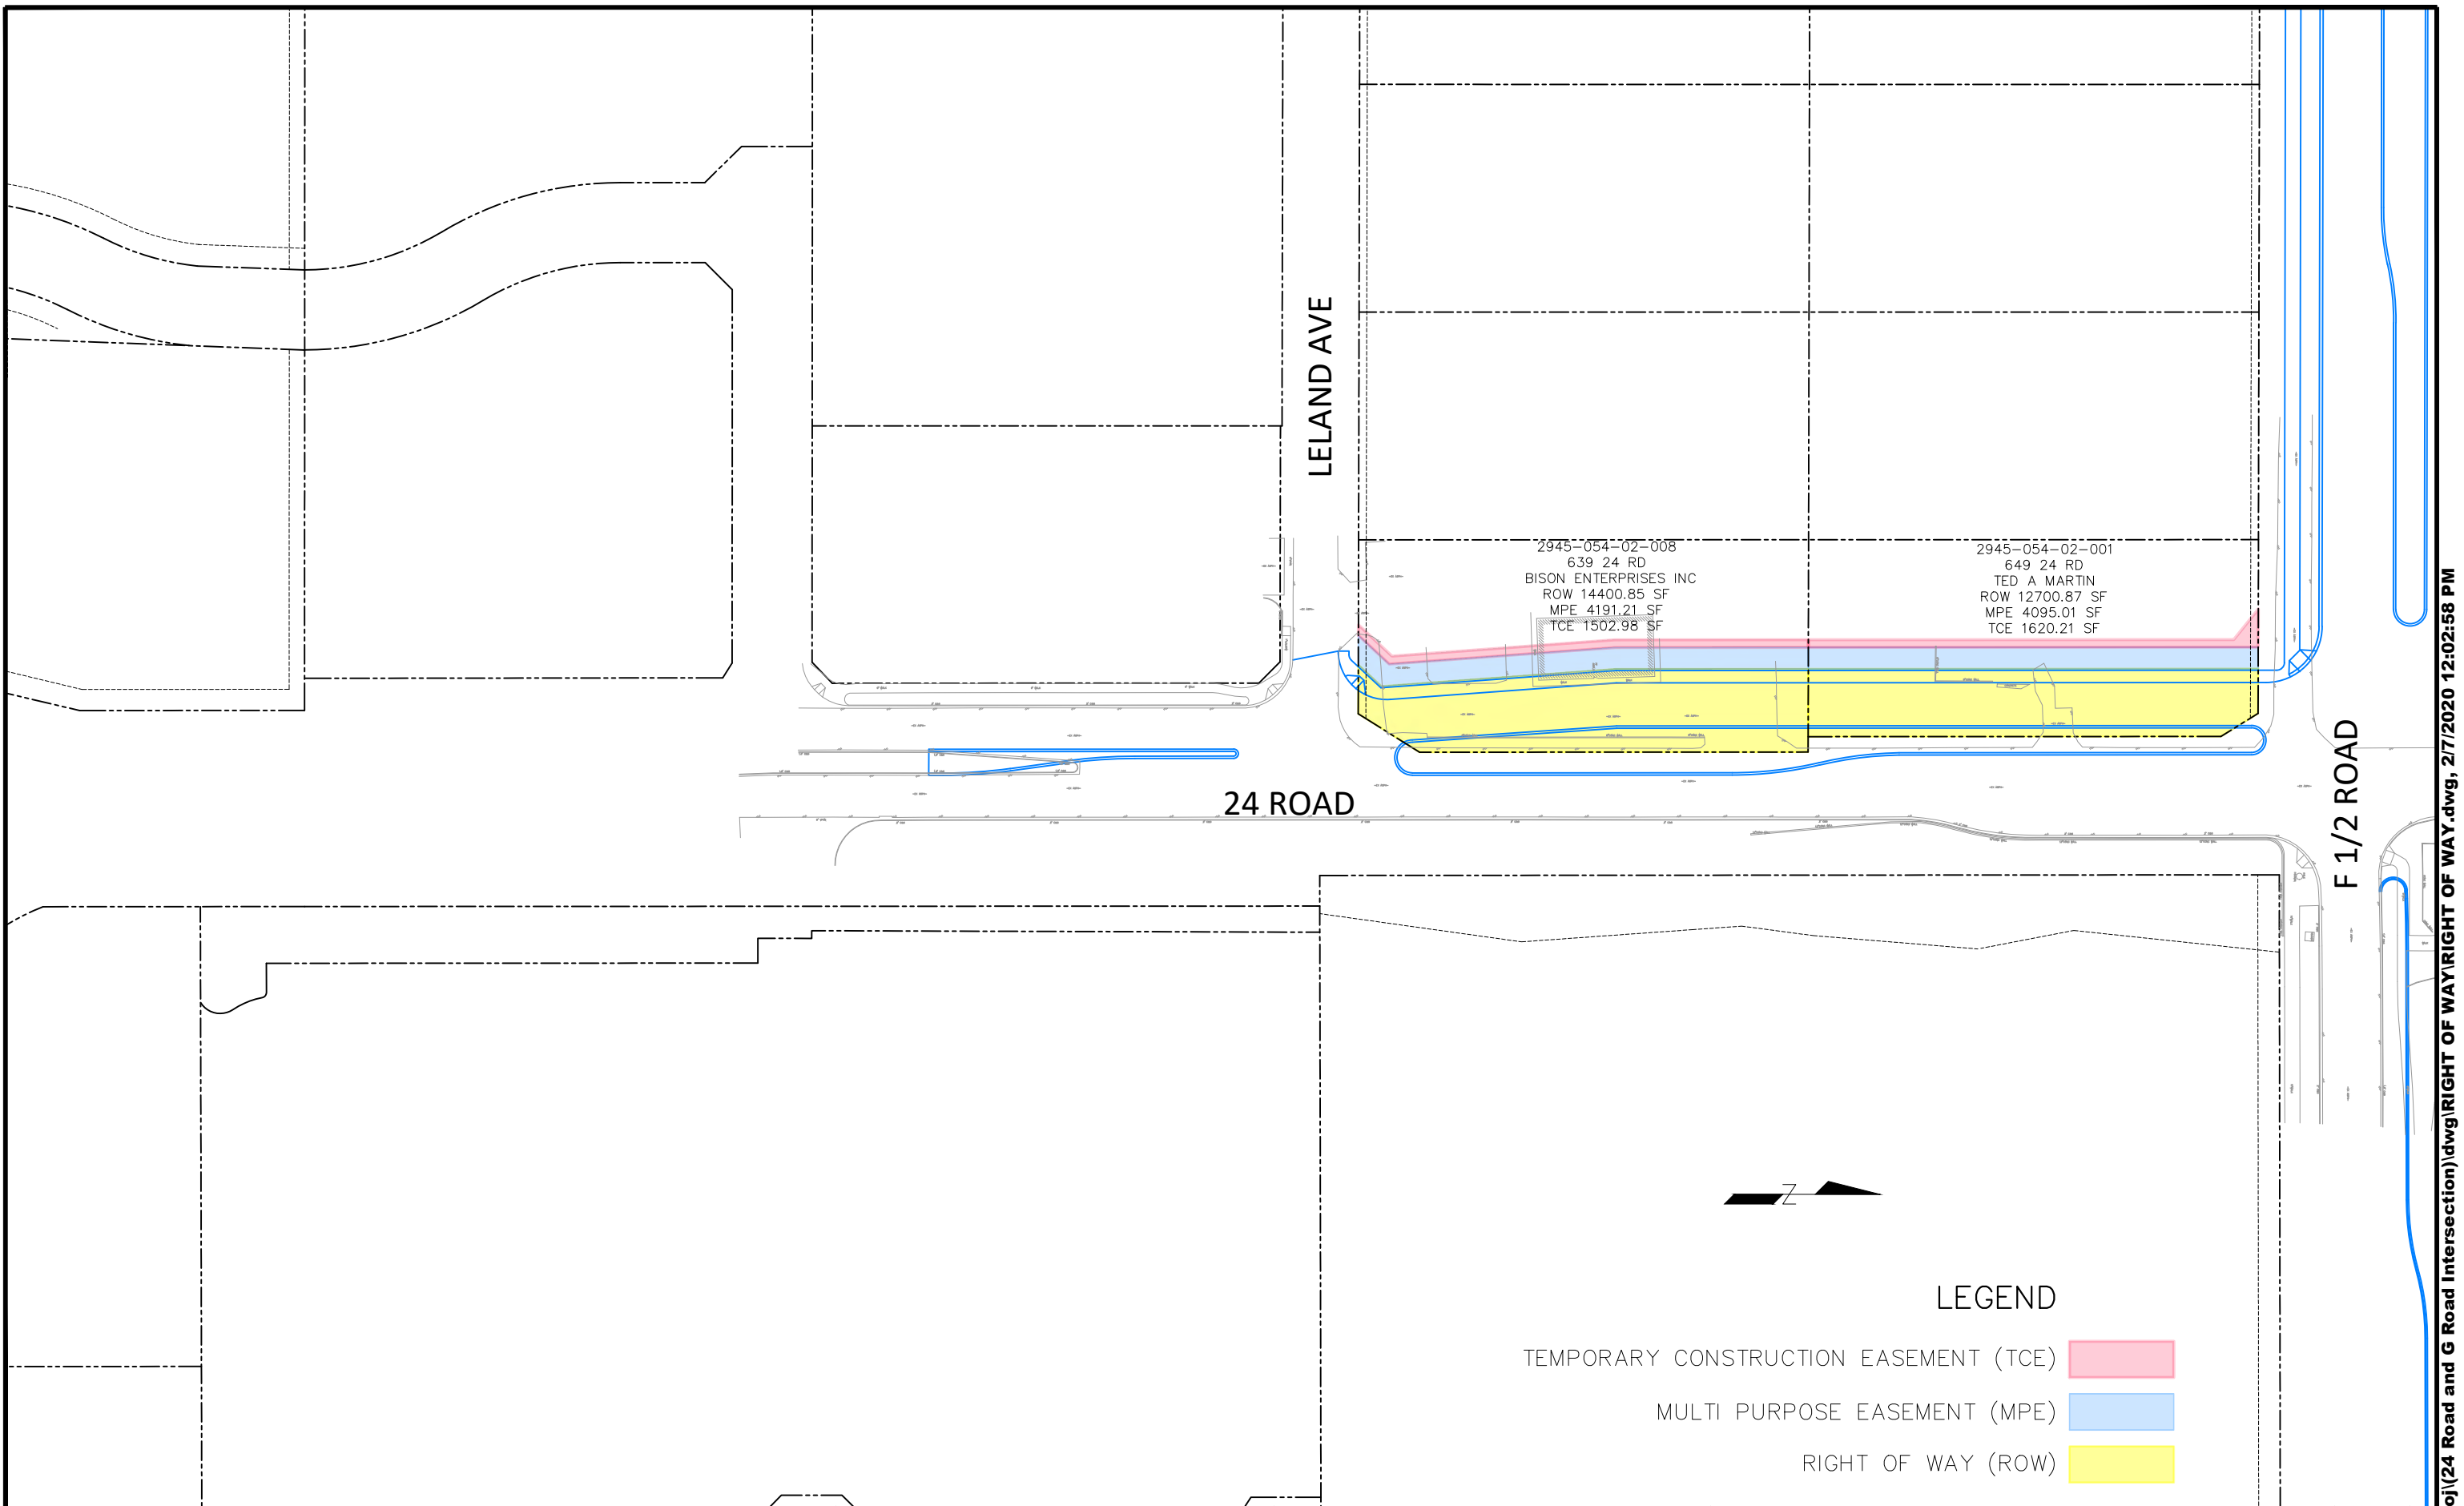 LELAND AVE
2945-054-02-008
639 24 RD
BISON ENTERPRISES INC
ROW 14400.85 SF
MPE 4191.21 SF
TCE 1502.98 SF
2945-054-02-001
649 24 RD
TED A MARTIN
ROW 12700.87 SF
MPE 4095.01 SF
TCE 1620.21 SF
24 ROAD
F 1/2 ROAD
Z
LEGEND
TEMPORARY CONSTRUCTION EASEMENT (TCE)
MULTI PURPOSE EASEMENT (MPE)
RIGHT OF WAY (ROW)
oj\(24 Road and G Road Intersection)\dwg\RIGHT OF WAY\RIGHT OF WAY.dwg, 2/7/2020 12:02:58 PM